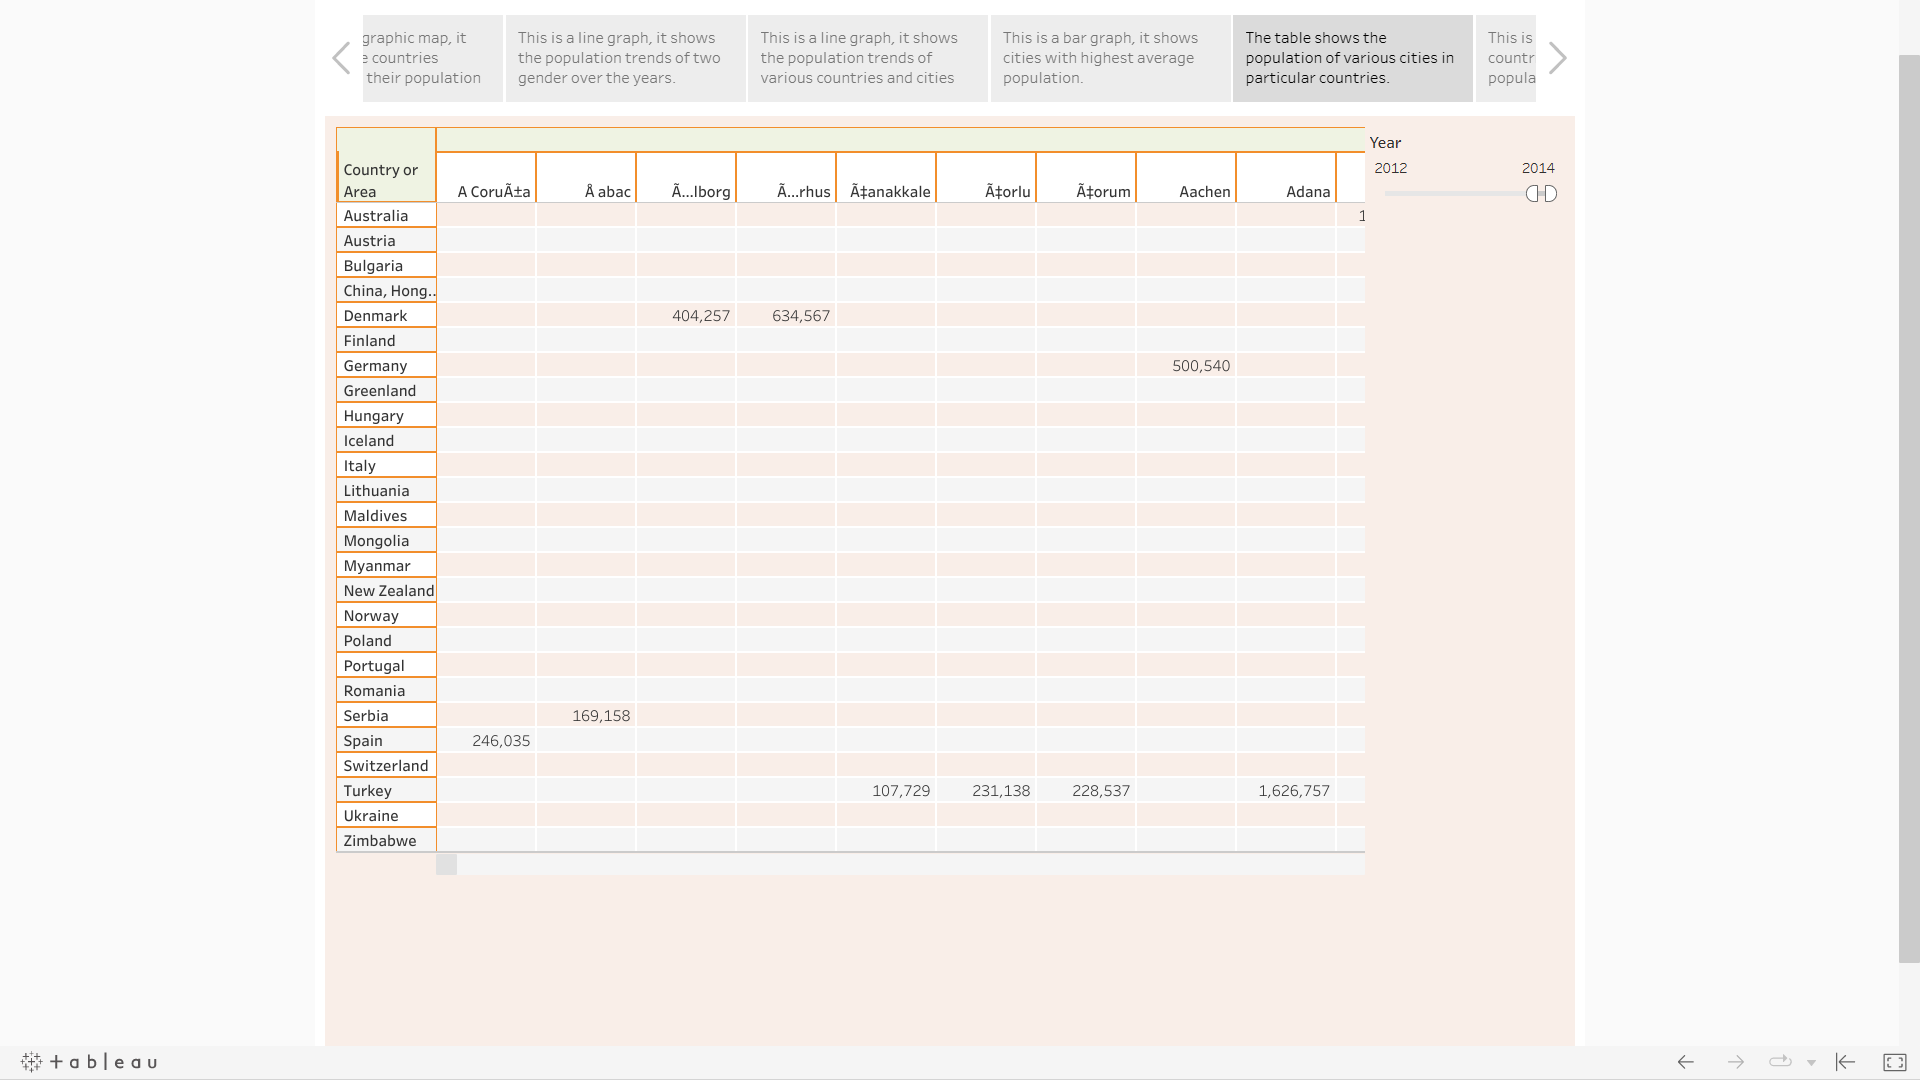 graphic map, it
e countries
their population
This is a line graph, it shows
the population trends of two
gender over the years.
This is a line graph, it shows
the population trends of
various countries and cities
This is a bar graph, it shows
cities with highest average
population.
The table shows the
population of various cities in
particular countries.
This is
countr
popula
Year
2012 2014
Country or
Area
A CoruÃ±a Å abac Ã…lborg Ã…rhus Ã‡anakkale Ã‡orlu Ã‡orum Aachen Adana
Australia 1
Austria
Bulgaria
China, Hong..
Denmark 404,257 634,567
Finland
Germany 500,540
Greenland
Hungary
Iceland
Italy
Lithuania
Maldives
Mongolia
Myanmar
New Zealand
Norway
Poland
Portugal
Romania
Serbia 169,158
Spain 246,035
Switzerland
Turkey 107,729 231,138 228,537 1,626,757
Ukraine
Zimbabwe
+ a b l e a u